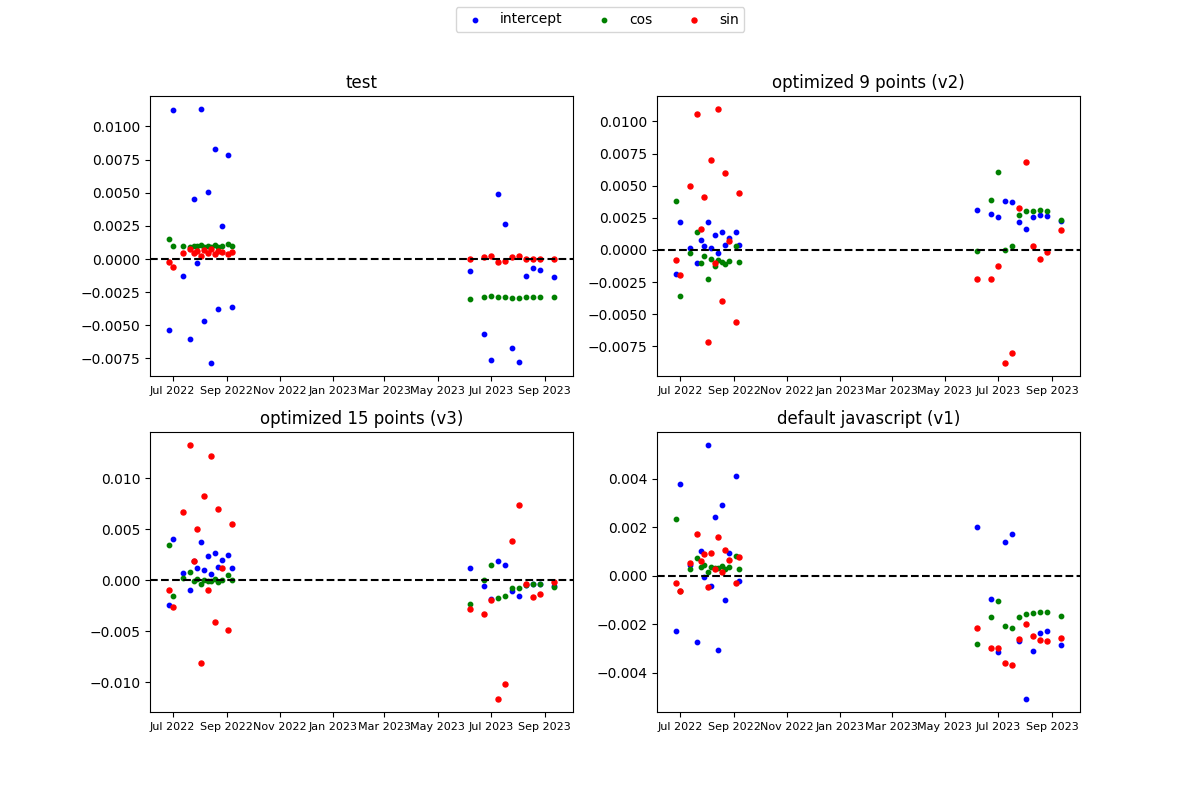 intercept cos sin
test
0.0100
0.0075
0.0050
0.0025
0.0000
−0.0025
−0.0050
−0.0075
Jul 2022 Sep 2022 Nov 2022 Jan 2023 Mar 2023 May 2023 Jul 2023 Sep 2023
optimized 9 points (v2)
0.0100
0.0075
0.0050
0.0025
0.0000
−0.0025
−0.0050
−0.0075
Jul 2022 Sep 2022 Nov 2022 Jan 2023 Mar 2023 May 2023 Jul 2023 Sep 2023
optimized 15 points (v3)
0.010
0.005
0.000
−0.005
−0.010
Jul 2022 Sep 2022 Nov 2022 Jan 2023 Mar 2023 May 2023 Jul 2023 Sep 2023
default javascript (v1)
0.004
0.002
0.000
−0.002
−0.004
Jul 2022 Sep 2022 Nov 2022 Jan 2023 Mar 2023 May 2023 Jul 2023 Sep 2023